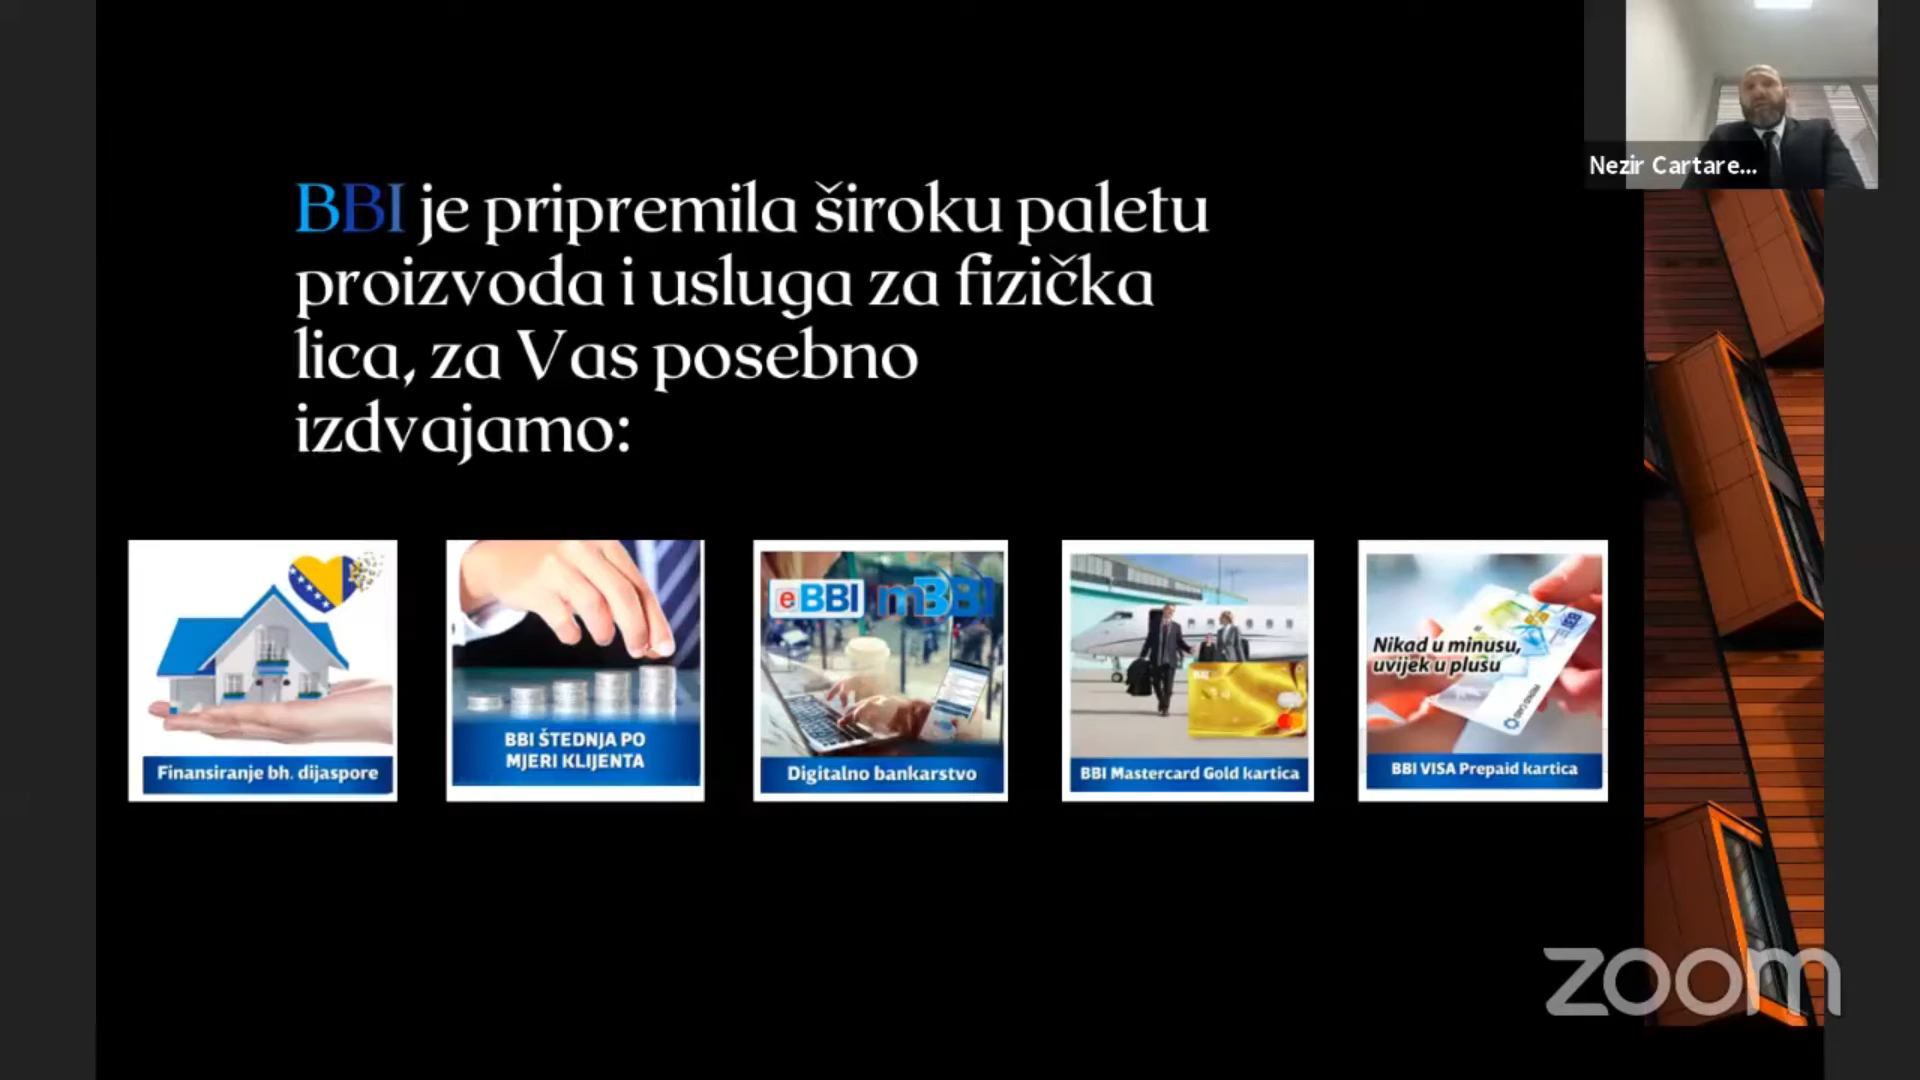 Nezir Cartare...
BBI je pripremila široku paletu
proizvoda i usluga za fizička
lica, za Vas posebno
izdvajamo:
Finansiranje bh. dijaspore
BBI ŠTEDNJA PO
MJERI KLIJENTA
eBBI mBBI
Digitalno bankarstvo
BBI Mastercard Gold kartica
Nikad u minusu,
uvijek u plusu
BBI VISA Prepaid kartica
zoom